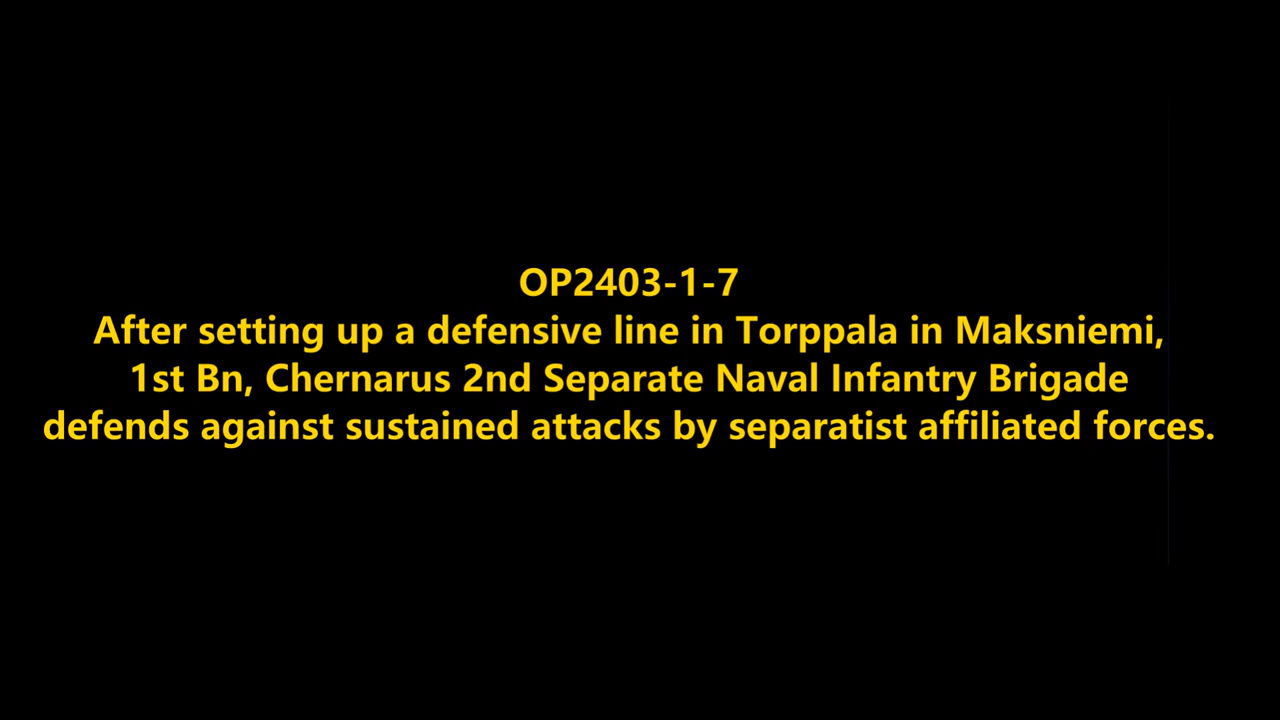 OP2403-1-7
After setting up a defensive line in Torppala in Maksniemi,
1st Bn, Chernarus 2nd Separate Naval Infantry Brigade
defends against sustained attacks by separatist affiliated forces.